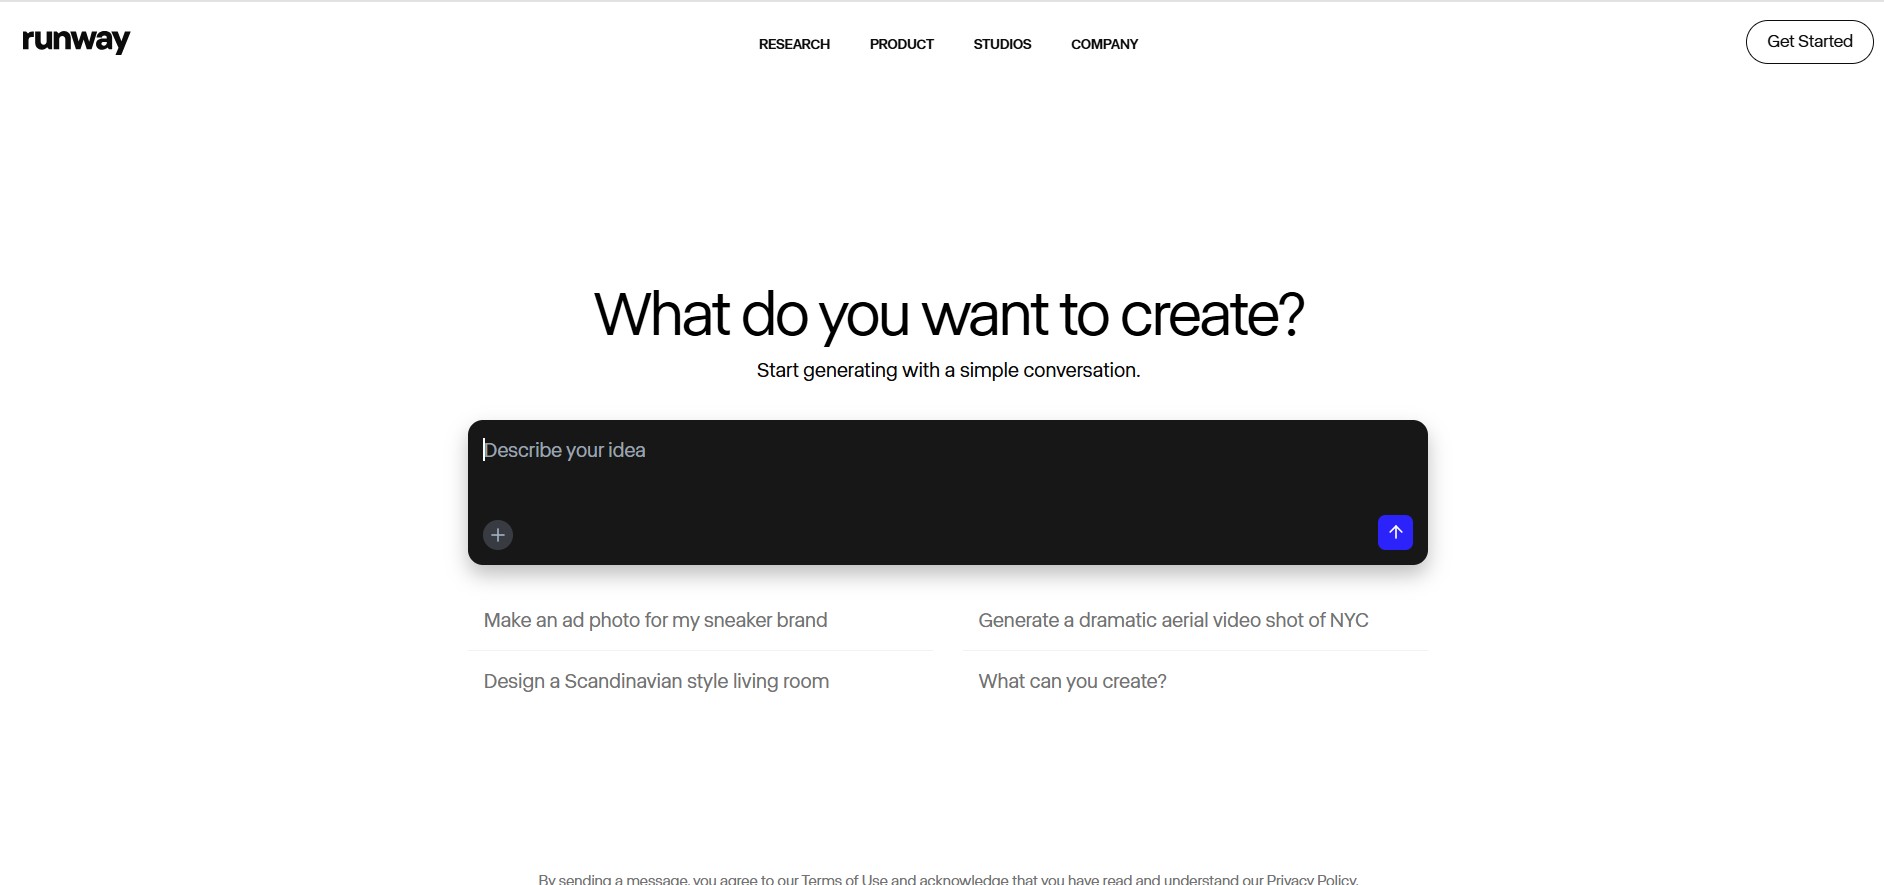 runway
RESEARCH PRODUCT STUDIOS COMPANY
Get Started
What do you want to create?
Start generating with a simple conversation.
Describe your idea
Make an ad photo for my sneaker brand
Generate a dramatic aerial video shot of NYC
Design a Scandinavian style living room
What can you create?
By sending a message, you agree to our Terms of Use and acknowledge that you have read and understand our Privacy Policy.